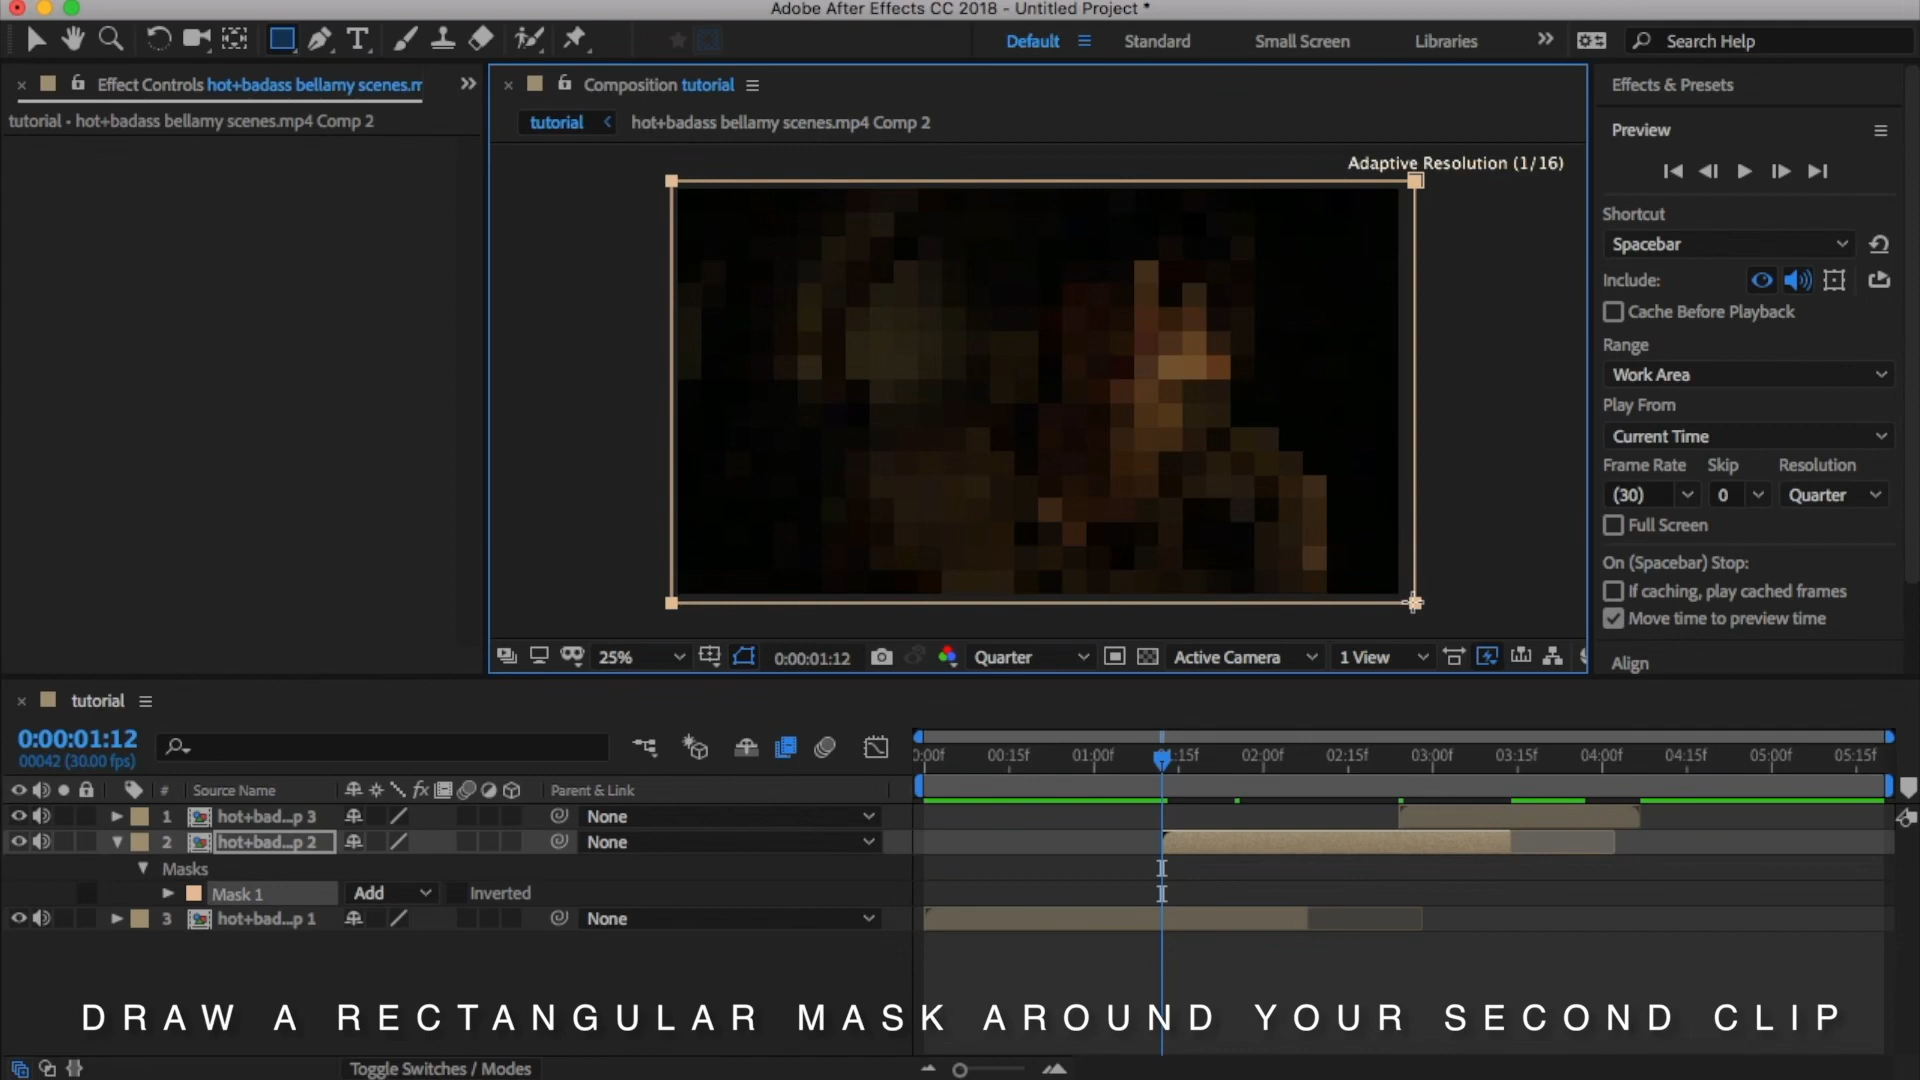 Adobe After Effects CC 2018 - Untitled Project *
Default
Standard
Small Screen
Libraries
Search Help
Effect Controls hot+badass bellamy scenes.m
tutorial • hot+badass bellamy scenes.mp4 Comp 2
Composition tutorial
tutorial
hot+badass bellamy scenes.mp4 Comp 2
Adaptive Resolution (1/16)
25%
0:00:01:12
Quarter
Active Camera
1 View
Effects & Presets
Preview
Shortcut
Spacebar
Include:
Cache Before Playback
Range
Work Area
Play From
Current Time
Frame Rate Skip Resolution
(30) 0 Quarter
Full Screen
On (Spacebar) Stop:
If caching, play cached frames
Move time to preview time
Align
tutorial
0:00:01:12
00042 (30.00 fps)
:00f 00:15f 01:00f 01:15f 02:00f 02:15f 03:00f 03:15f 04:00f 04:15f 05:00f 05:15f
# Source Name fx Parent & Link
1 hot+bad...p 3 None
2 hot+bad...p 2 None
Masks
Mask 1 Add Inverted
3 hot+bad...p 1 None
DRAW A RECTANGULAR MASK AROUND YOUR SECOND CLIP
Toggle Switches / Modes